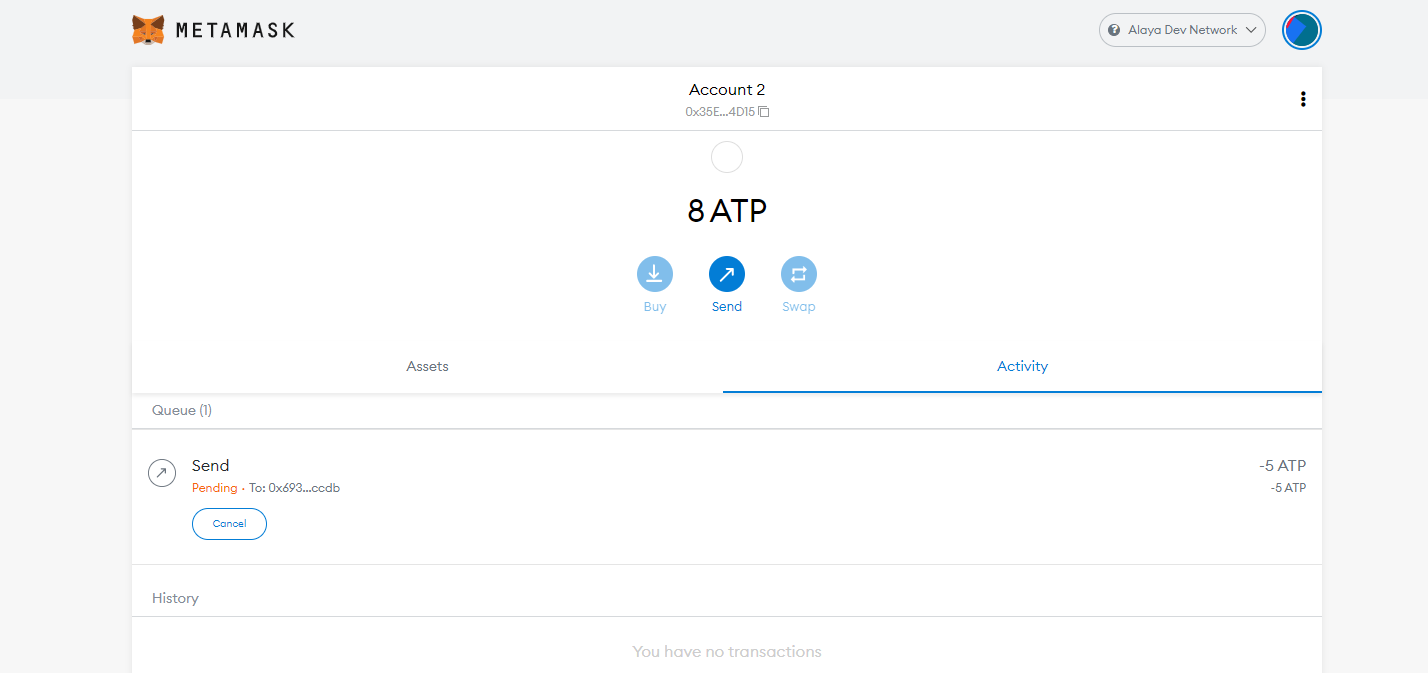 METAMASK
Alaya Dev Network
Account 2
0x35E...4D15
8 ATP
Buy
Send
Swap
Assets
Activity
Queue (1)
Send
-5 ATP
Pending · To: 0x693...ccdb
-5 ATP
Cancel
History
You have no transactions